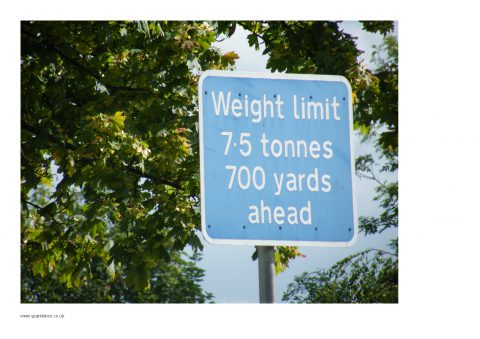 Weight limit
7·5 tonnes
700 yards
ahead
www.sparklebox.co.uk